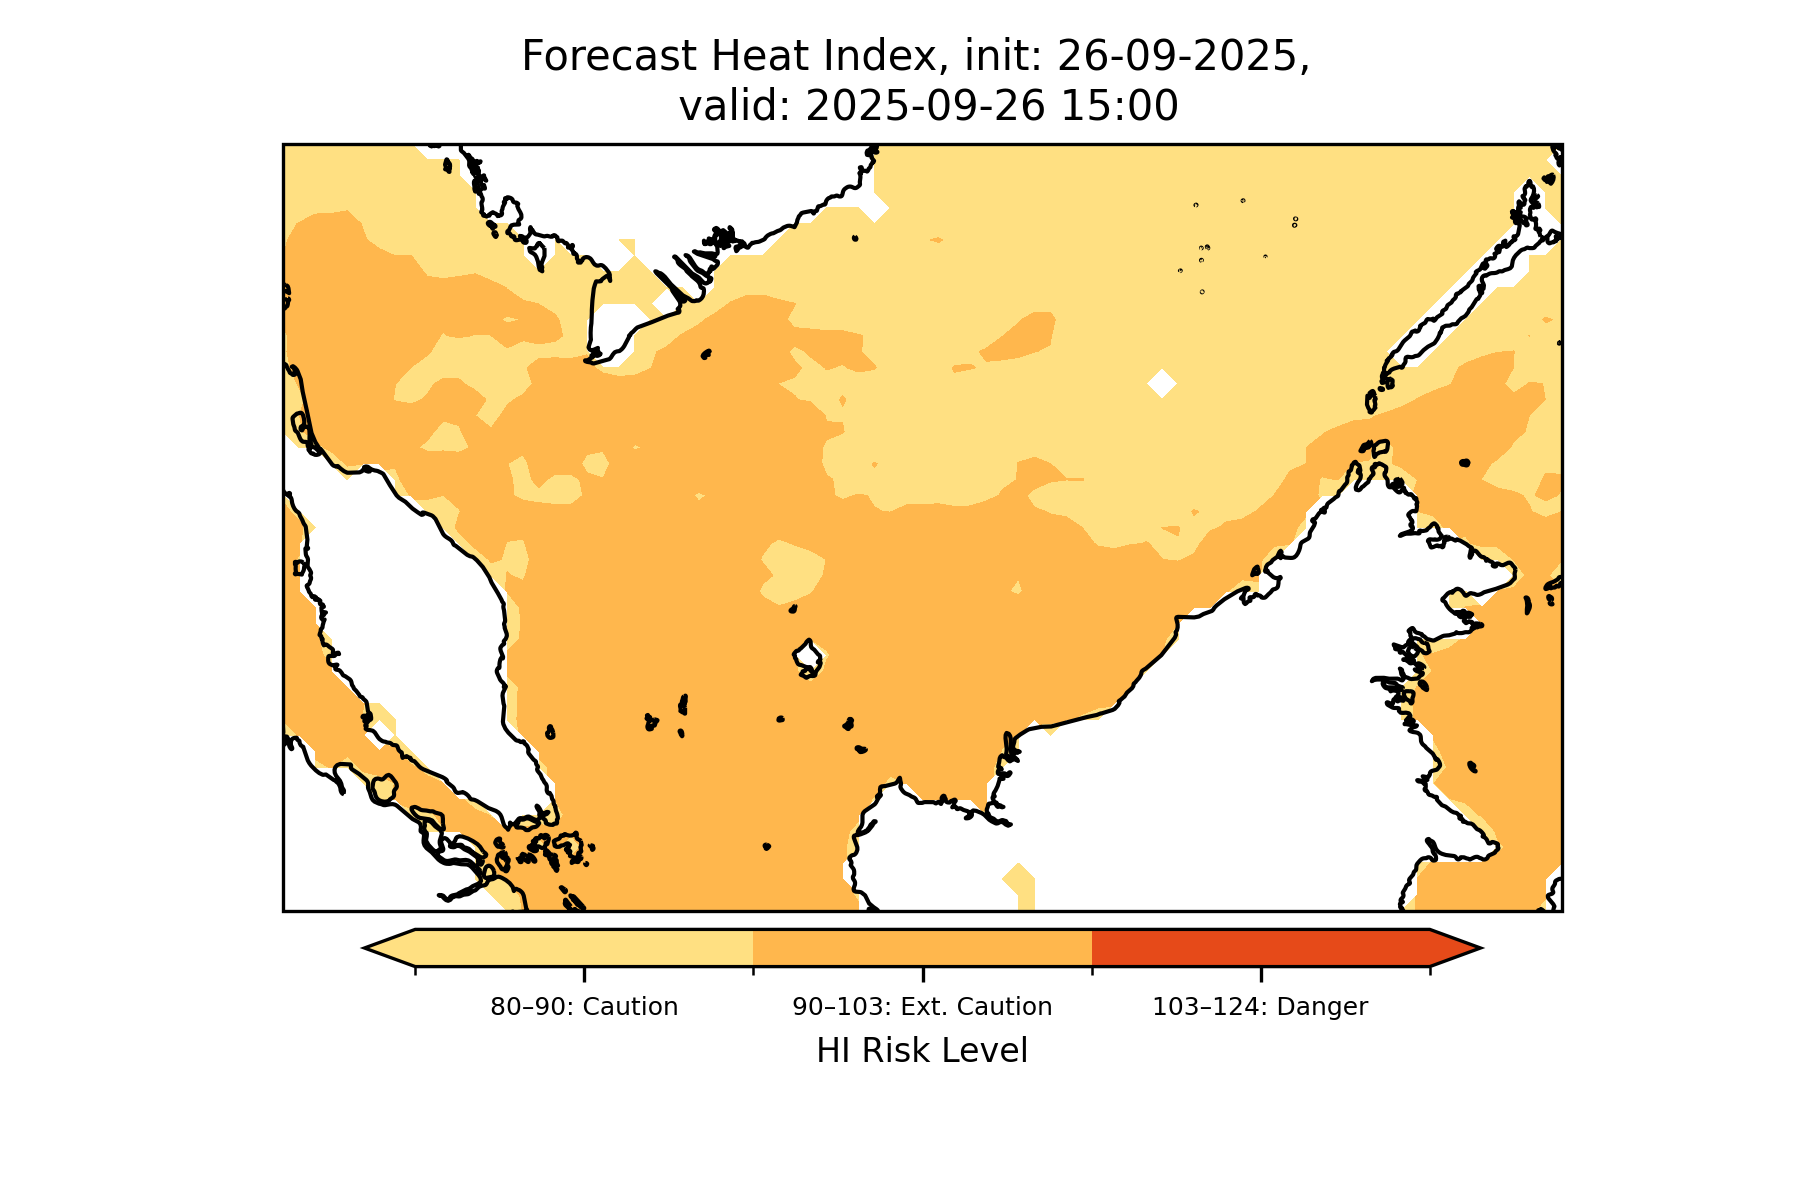 Forecast Heat Index, init: 26-09-2025,
valid: 2025-09-26 15:00
80–90: Caution
90–103: Ext. Caution
103–124: Danger
HI Risk Level